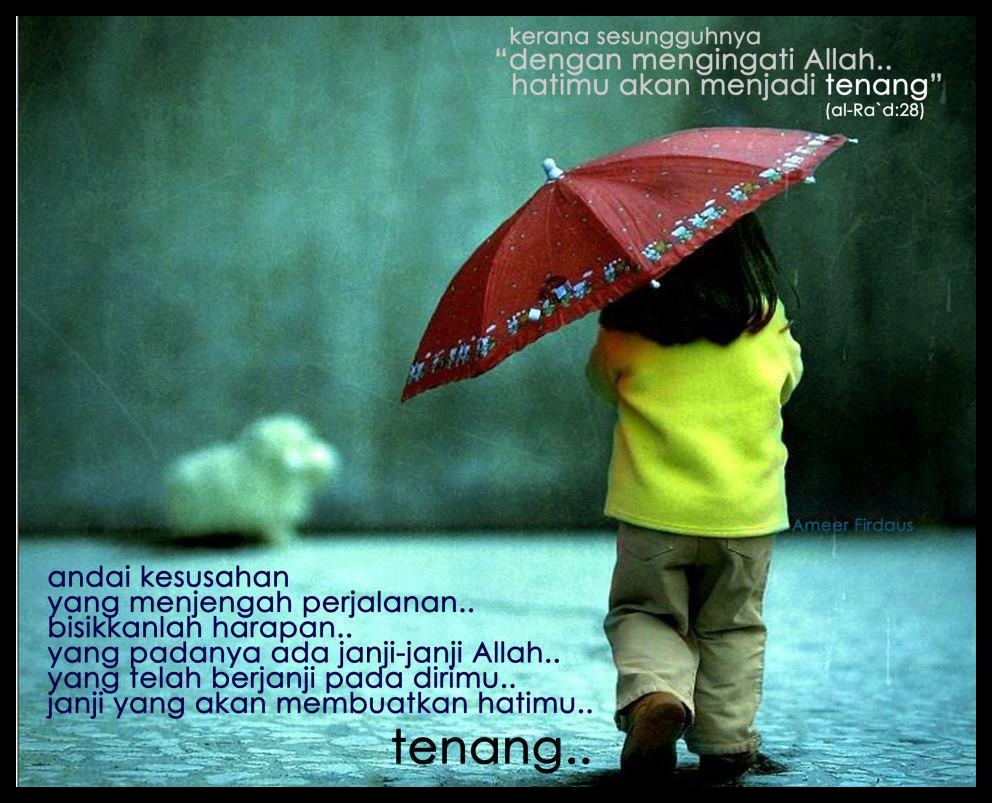 kerana sesungguhnya
“dengan mengingati Allah..
hatimu akan menjadi tenang”
(al-Ra`d:28)
Ameer Firdaus
andai kesusahan
yang menjengah perjalanan..
bisikkanlah harapan..
yang padanya ada janji-janji Allah..
yang telah berjanji pada dirimu..
janji yang akan membuatkan hatimu..
tenang..